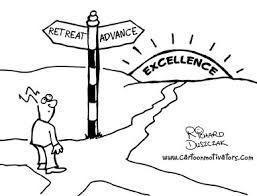 RETREAT ADVANCE
EXCELLENCE
RICHARD
DUSZCZAK
www.cartoonmotivators.com